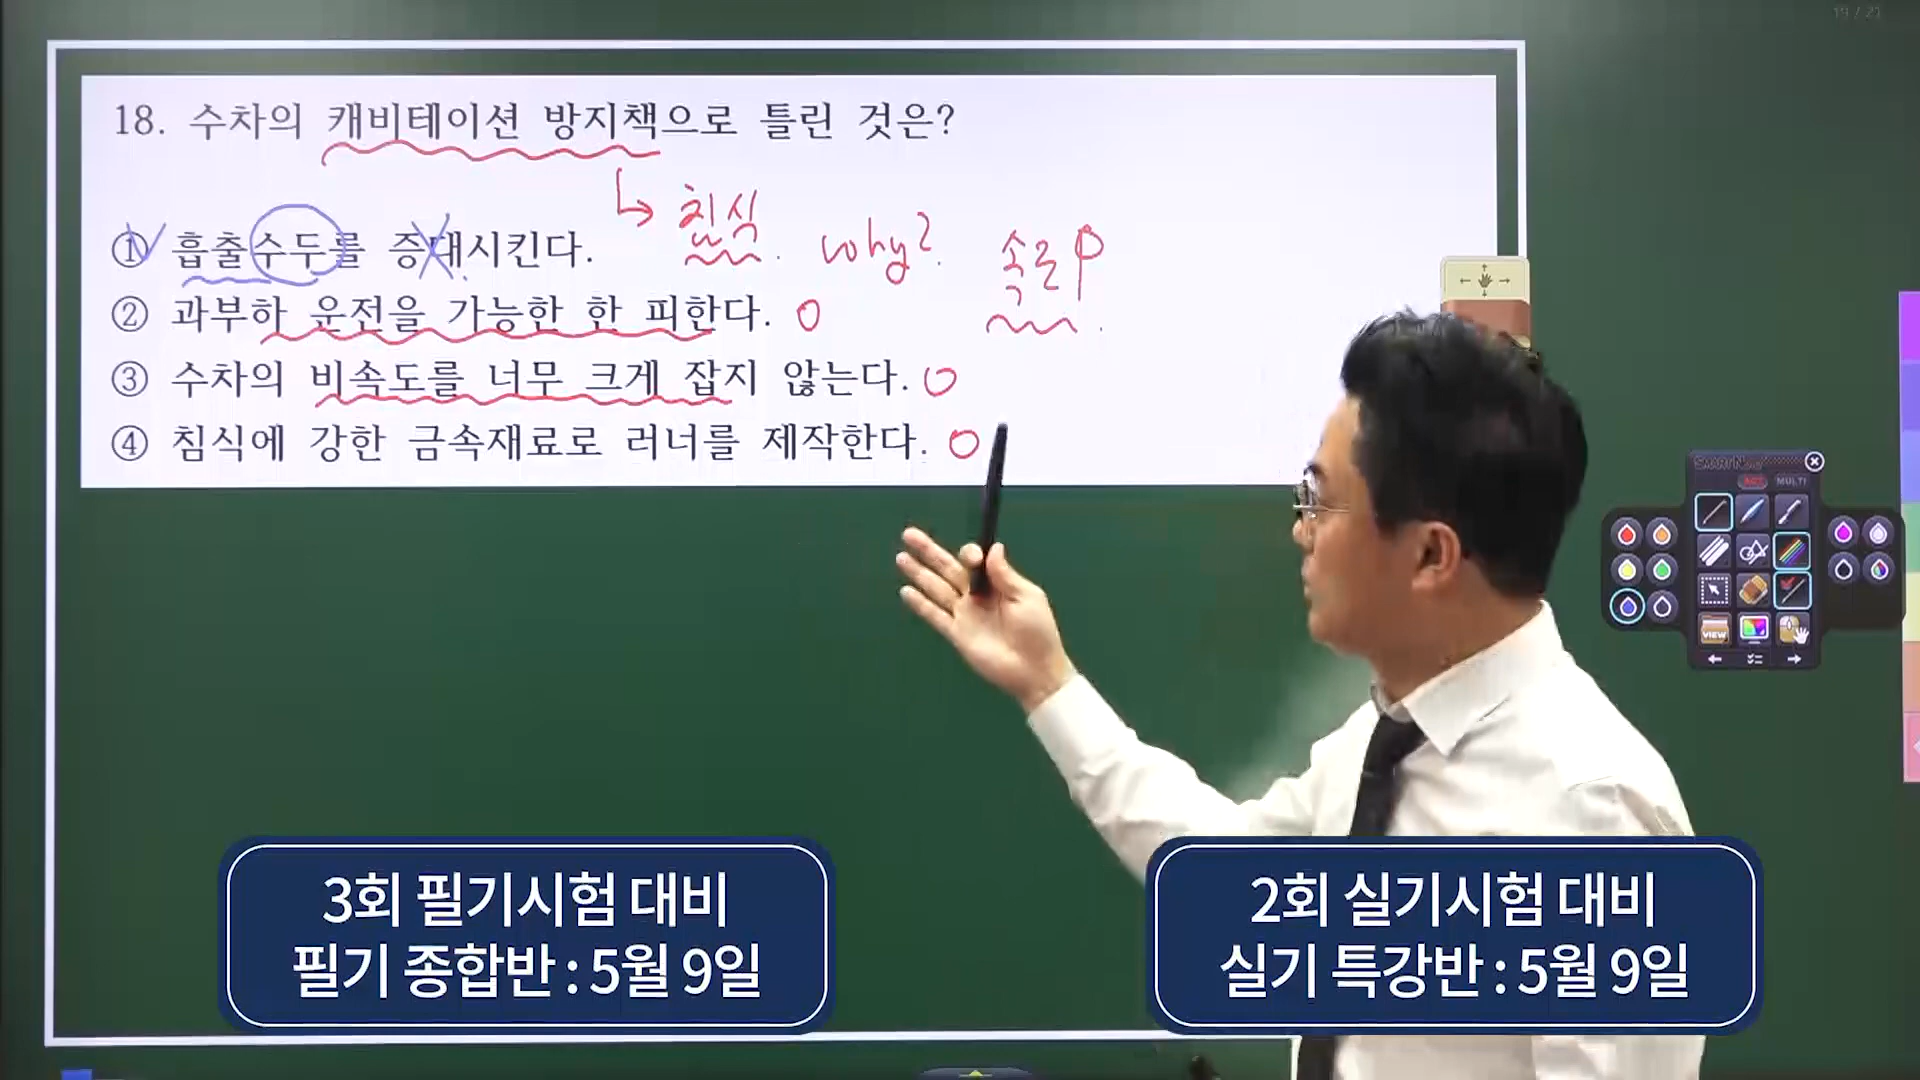 19 / 21
18. 수차의 캐비테이션 방지책으로 틀린 것은?
침식 why? 속도 P
① 흡출수두를 증대시킨다.
② 과부하 운전을 가능한 한 피한다. O
③ 수차의 비속도를 너무 크게 잡지 않는다. O
④ 침식에 강한 금속재료로 러너를 제작한다. O
MULTI
VIEW
3회 필기시험 대비
필기 종합반 : 5월 9일
2회 실기시험 대비
실기 특강반 : 5월 9일